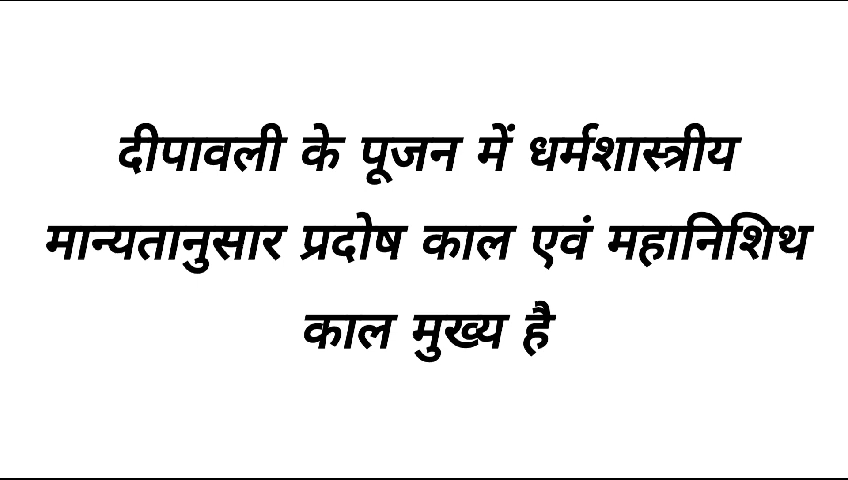 दीपावली के पूजन में धर्मशास्त्रीय
मान्यतानुसार प्रदोष काल एवं महानिशिथ
काल मुख्य है